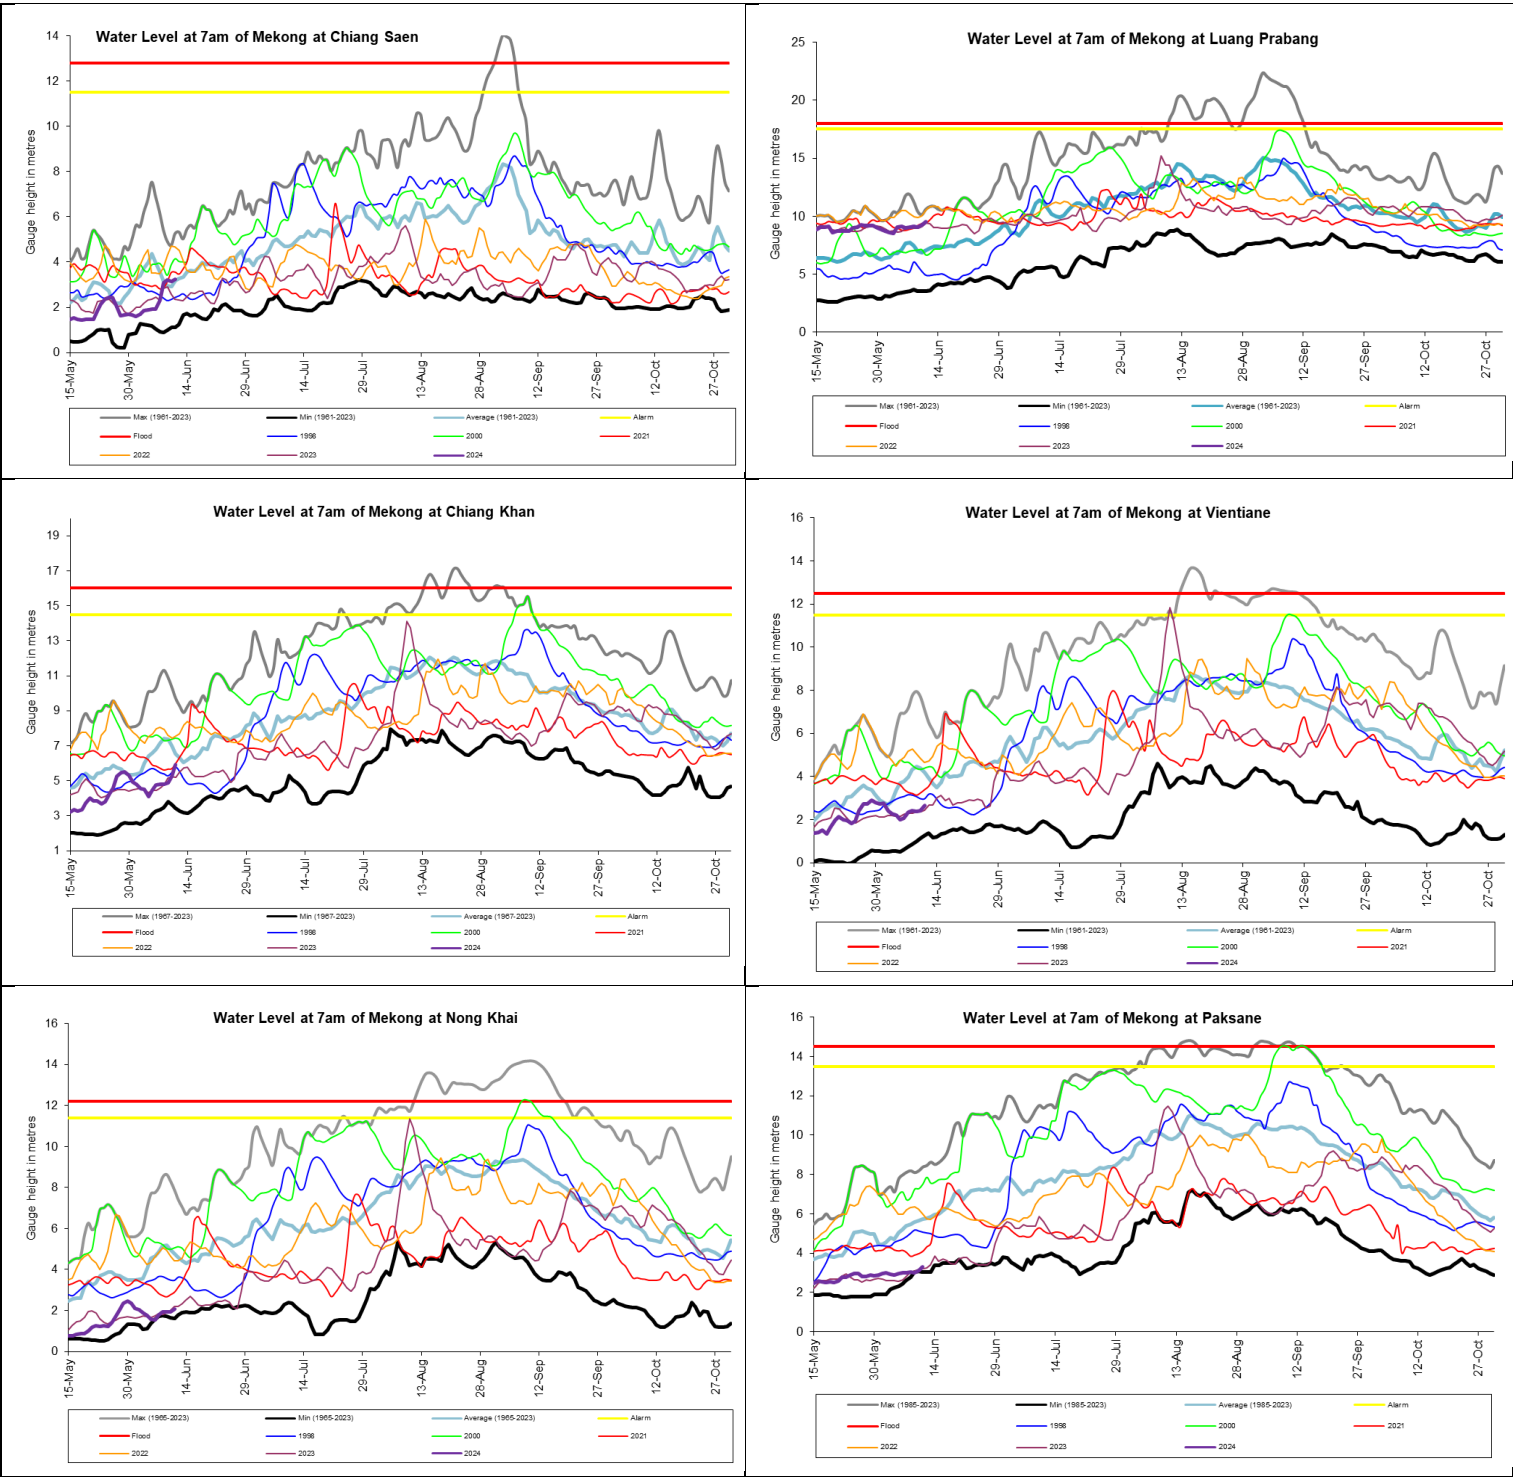 Water Level at 7am of Mekong at Chiang Saen
Gauge height in metres
14
12
10
8
6
4
2
0
15-May
30-May
14-Jun
29-Jun
14-Jul
29-Jul
13-Aug
28-Aug
12-Sep
27-Sep
12-Oct
27-Oct
Max (1961-2023)
Min (1961-2023)
Average (1961-2023)
Alarm
Flood
1998
2000
2021
2022
2023
2024
Water Level at 7am of Mekong at Luang Prabang
Gauge height in metres
25
20
15
10
5
0
15-May
30-May
14-Jun
29-Jun
14-Jul
29-Jul
13-Aug
28-Aug
12-Sep
27-Sep
12-Oct
27-Oct
Max (1961-2023)
Min (1961-2023)
Average (1961-2023)
Alarm
Flood
1998
2000
2021
2022
2023
2024
Water Level at 7am of Mekong at Chiang Khan
Gauge height in metres
19
17
15
13
11
9
7
5
3
1
15-May
30-May
14-Jun
29-Jun
14-Jul
29-Jul
13-Aug
28-Aug
12-Sep
27-Sep
12-Oct
27-Oct
Max (1967-2023)
Min (1967-2023)
Average (1967-2023)
Alarm
Flood
1998
2000
2021
2022
2023
2024
Water Level at 7am of Mekong at Vientiane
Gauge height in metres
16
14
12
10
8
6
4
2
0
15-May
30-May
14-Jun
29-Jun
14-Jul
29-Jul
13-Aug
28-Aug
12-Sep
27-Sep
12-Oct
27-Oct
Max (1961-2023)
Min (1961-2023)
Average (1961-2023)
Alarm
Flood
1998
2000
2021
2022
2023
2024
Water Level at 7am of Mekong at Nong Khai
Gauge height in metres
16
14
12
10
8
6
4
2
0
15-May
30-May
14-Jun
29-Jun
14-Jul
29-Jul
13-Aug
28-Aug
12-Sep
27-Sep
12-Oct
27-Oct
Max (1965-2023)
Min (1965-2023)
Average (1965-2023)
Alarm
Flood
1998
2000
2021
2022
2023
2024
Water Level at 7am of Mekong at Paksane
Gauge height in metres
16
14
12
10
8
6
4
2
0
15-May
30-May
14-Jun
29-Jun
14-Jul
29-Jul
13-Aug
28-Aug
12-Sep
27-Sep
12-Oct
27-Oct
Max (1985-2023)
Min (1985-2023)
Average (1985-2023)
Alarm
Flood
1998
2000
2021
2022
2023
2024